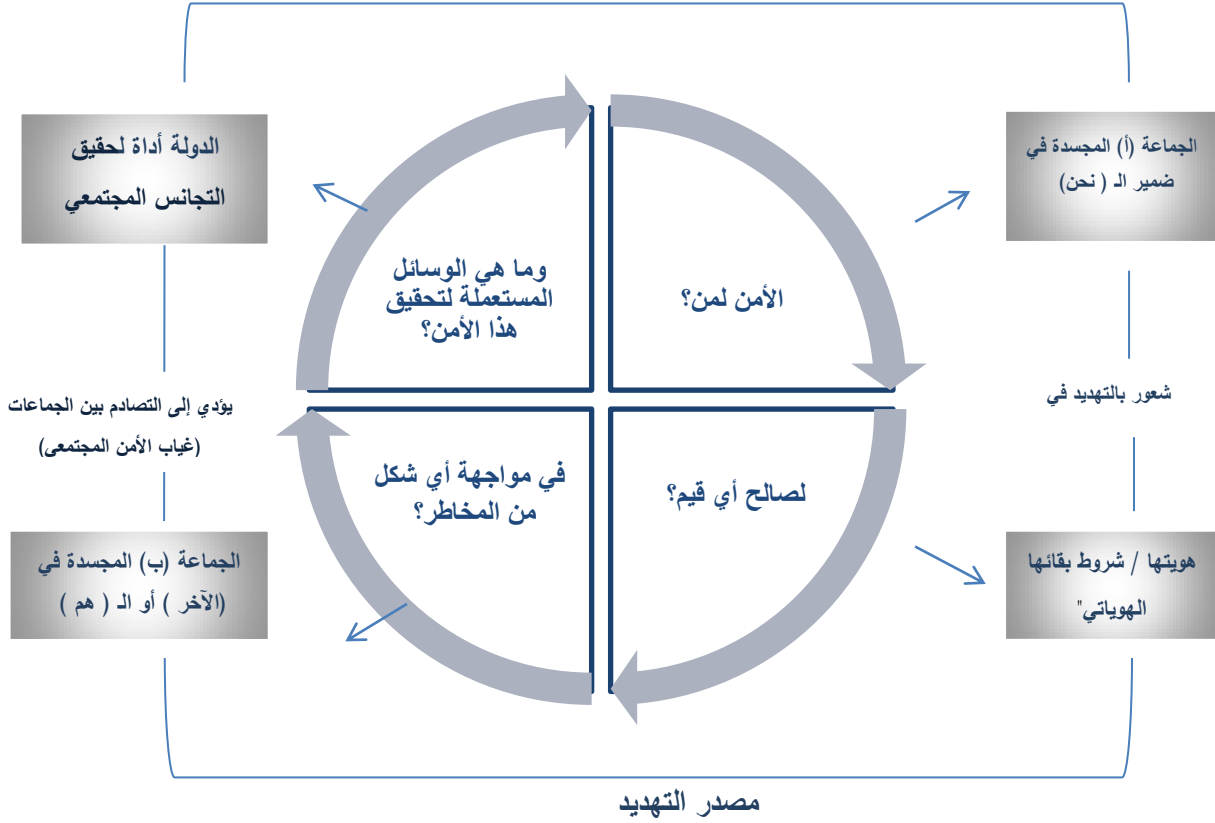 الدولة أداة لحقيق
التجانس المجتمعي
الجماعة (أ) المجسدة في
ضمير الـ ( نحن)
وما هي الوسائل
المستعملة لتحقيق
هذا الأمن؟
الأمن لمن؟
يؤدي إلى التصادم بين الجماعات
(غياب الأمن المجتمعى)
شعور بالتهديد في
في مواجهة أي شكل
من المخاطر؟
لصالح أي قيم؟
الجماعة (ب) المجسدة في
(الآخر ) أو الـ ( هم )
هويتها / شروط بقائها
الهوياتي"
مصدر التهديد